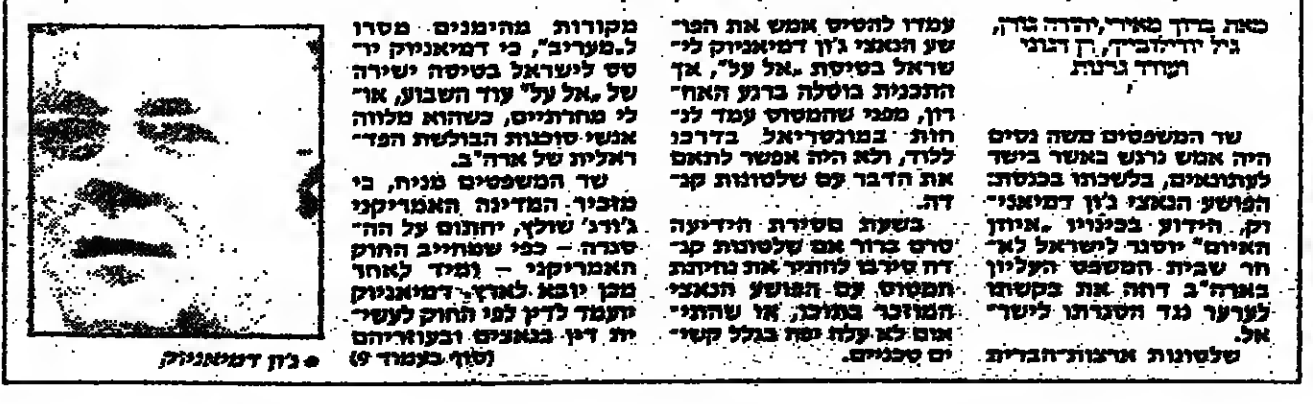 מאת ברוך מאירי, יהודה גורן,
גיל
ועודד גרנות
שר המשפטים משה נסים
היה אמש נרגש כאשר בישר
לעתונאים, בלשכתו בכנסת:
הפושע הנאצי ג'ון דמיאני־
וק, הידוע בכינויו „איוון
האיום" יוסגר לישראל לא־
חר שבית המשפט העליון
בארה"ב דחה את בקשתו
לערער נגד הסגרתו לישר־
אל.
שלטונות ארצות־הברית
עמדו להטיס אמש את הפו־
שע הנאצי ג'ון דמיאניוק לי־
שראל בטיסת „אל על", אך
התכנית בוטלה ברגע האח־
רון, מפני שהמטוס עמד לנ־
חות במונטריאל בדרכו
ללוד, ולא היה אפשר לתאם
את הדבר עם שלטונות קנ־
דה.
בשעת מסירת הידיעה
טרם ברור אם שלטונות קנ־
דה סירבו להתיר את נחיתת
המטוס עם הפושע הנאצי
המוזכר בתוכו, או שהתי־
אום לא עלה יפה בגלל קשי־
ים טכניים.
מקורות מהימנים מסרו
ל„מעריב", כי דמיאניוק יו־
טס לישראל בטיסה ישירה
של „אל על" עוד השבוע, או־
לי מחרתיים, כשהוא מלווה
אנשי סוכנות הבולשת הפד־
ראלית של ארה"ב.
שר המשפטים מניח, כי
מזכיר המדינה האמריקני
ג'ורג' שולץ, יחתום על הה־
סגרה – כפי שמחייב החוק
האמריקני – ומיד לאחר
מכן יובא לארץ. דמיאניוק
יועמד לדין לפי החוק לעשי־
ית דין בנאצים ובעוזריהם
(סוף בעמוד 9)
● ג'ון דמיאניוק